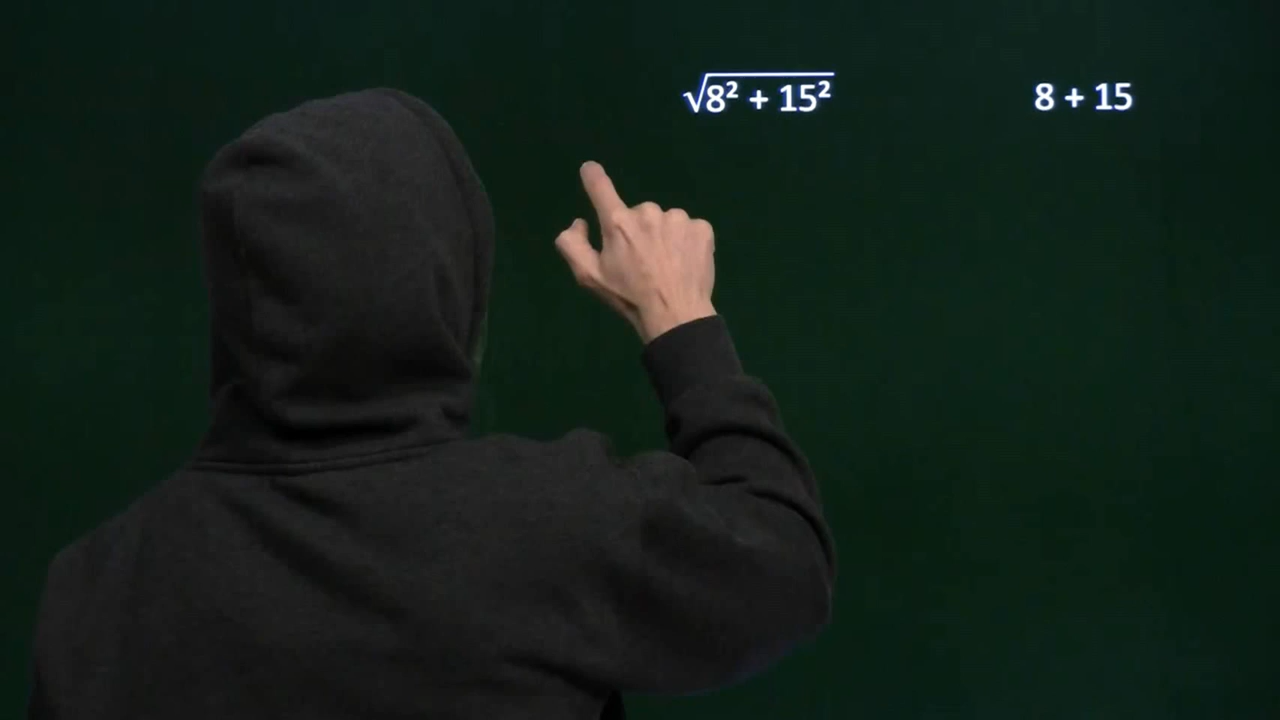 √8² + 15² 8 + 15